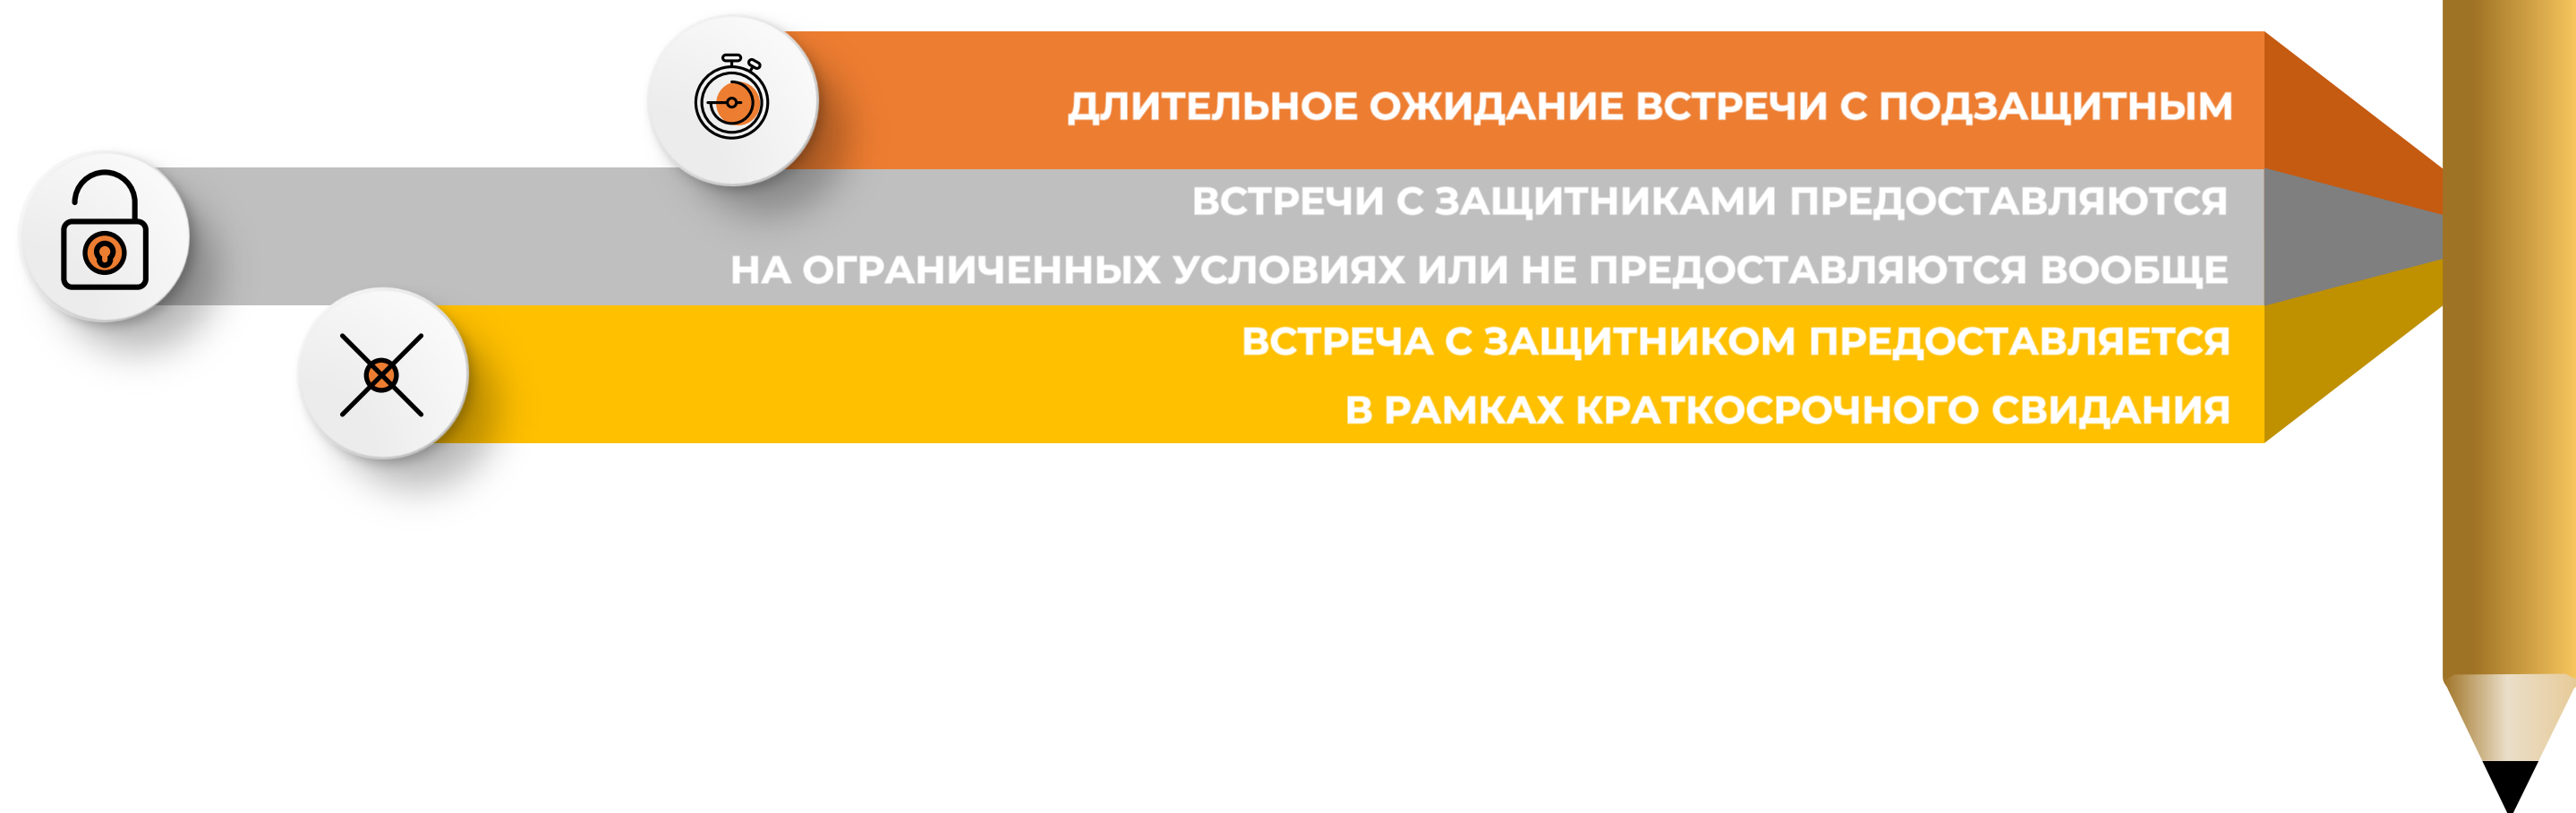 ДЛИТЕЛЬНОЕ ОЖИДАНИЕ ВСТРЕЧИ С ПОДЗАЩИТНЫМ
ВСТРЕЧИ С ЗАЩИТНИКАМИ ПРЕДОСТАВЛЯЮТСЯ
НА ОГРАНИЧЕННЫХ УСЛОВИЯХ ИЛИ НЕ ПРЕДОСТАВЛЯЮТСЯ ВООБЩЕ
ВСТРЕЧА С ЗАЩИТНИКОМ ПРЕДОСТАВЛЯЕТСЯ
В РАМКАХ КРАТКОСРОЧНОГО СВИДАНИЯ